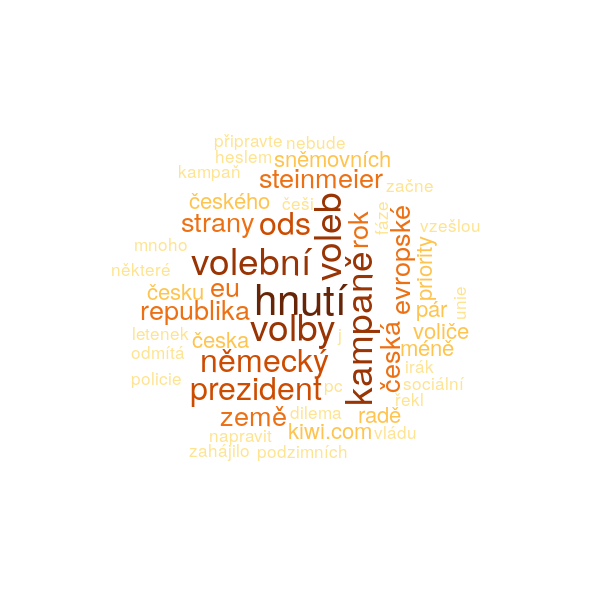 připravte
nebude
heslem
sněmovních
kampaň
steinmeier
začne
českého
češi
voleb
fáze
strany
ods
rok
evropské
vzešlou
mnoho
volební
kampaně
priority
některé
česku
eu
hnutí
unie
republika
pár
letenek
česka
volby
j
česká
voliče
odmítá
německý
méně
irák
policie
prezident
pc
sociální
řekl
země
dilema
radě
napravit
kiwi.com
vládu
zahájilo
podzimních